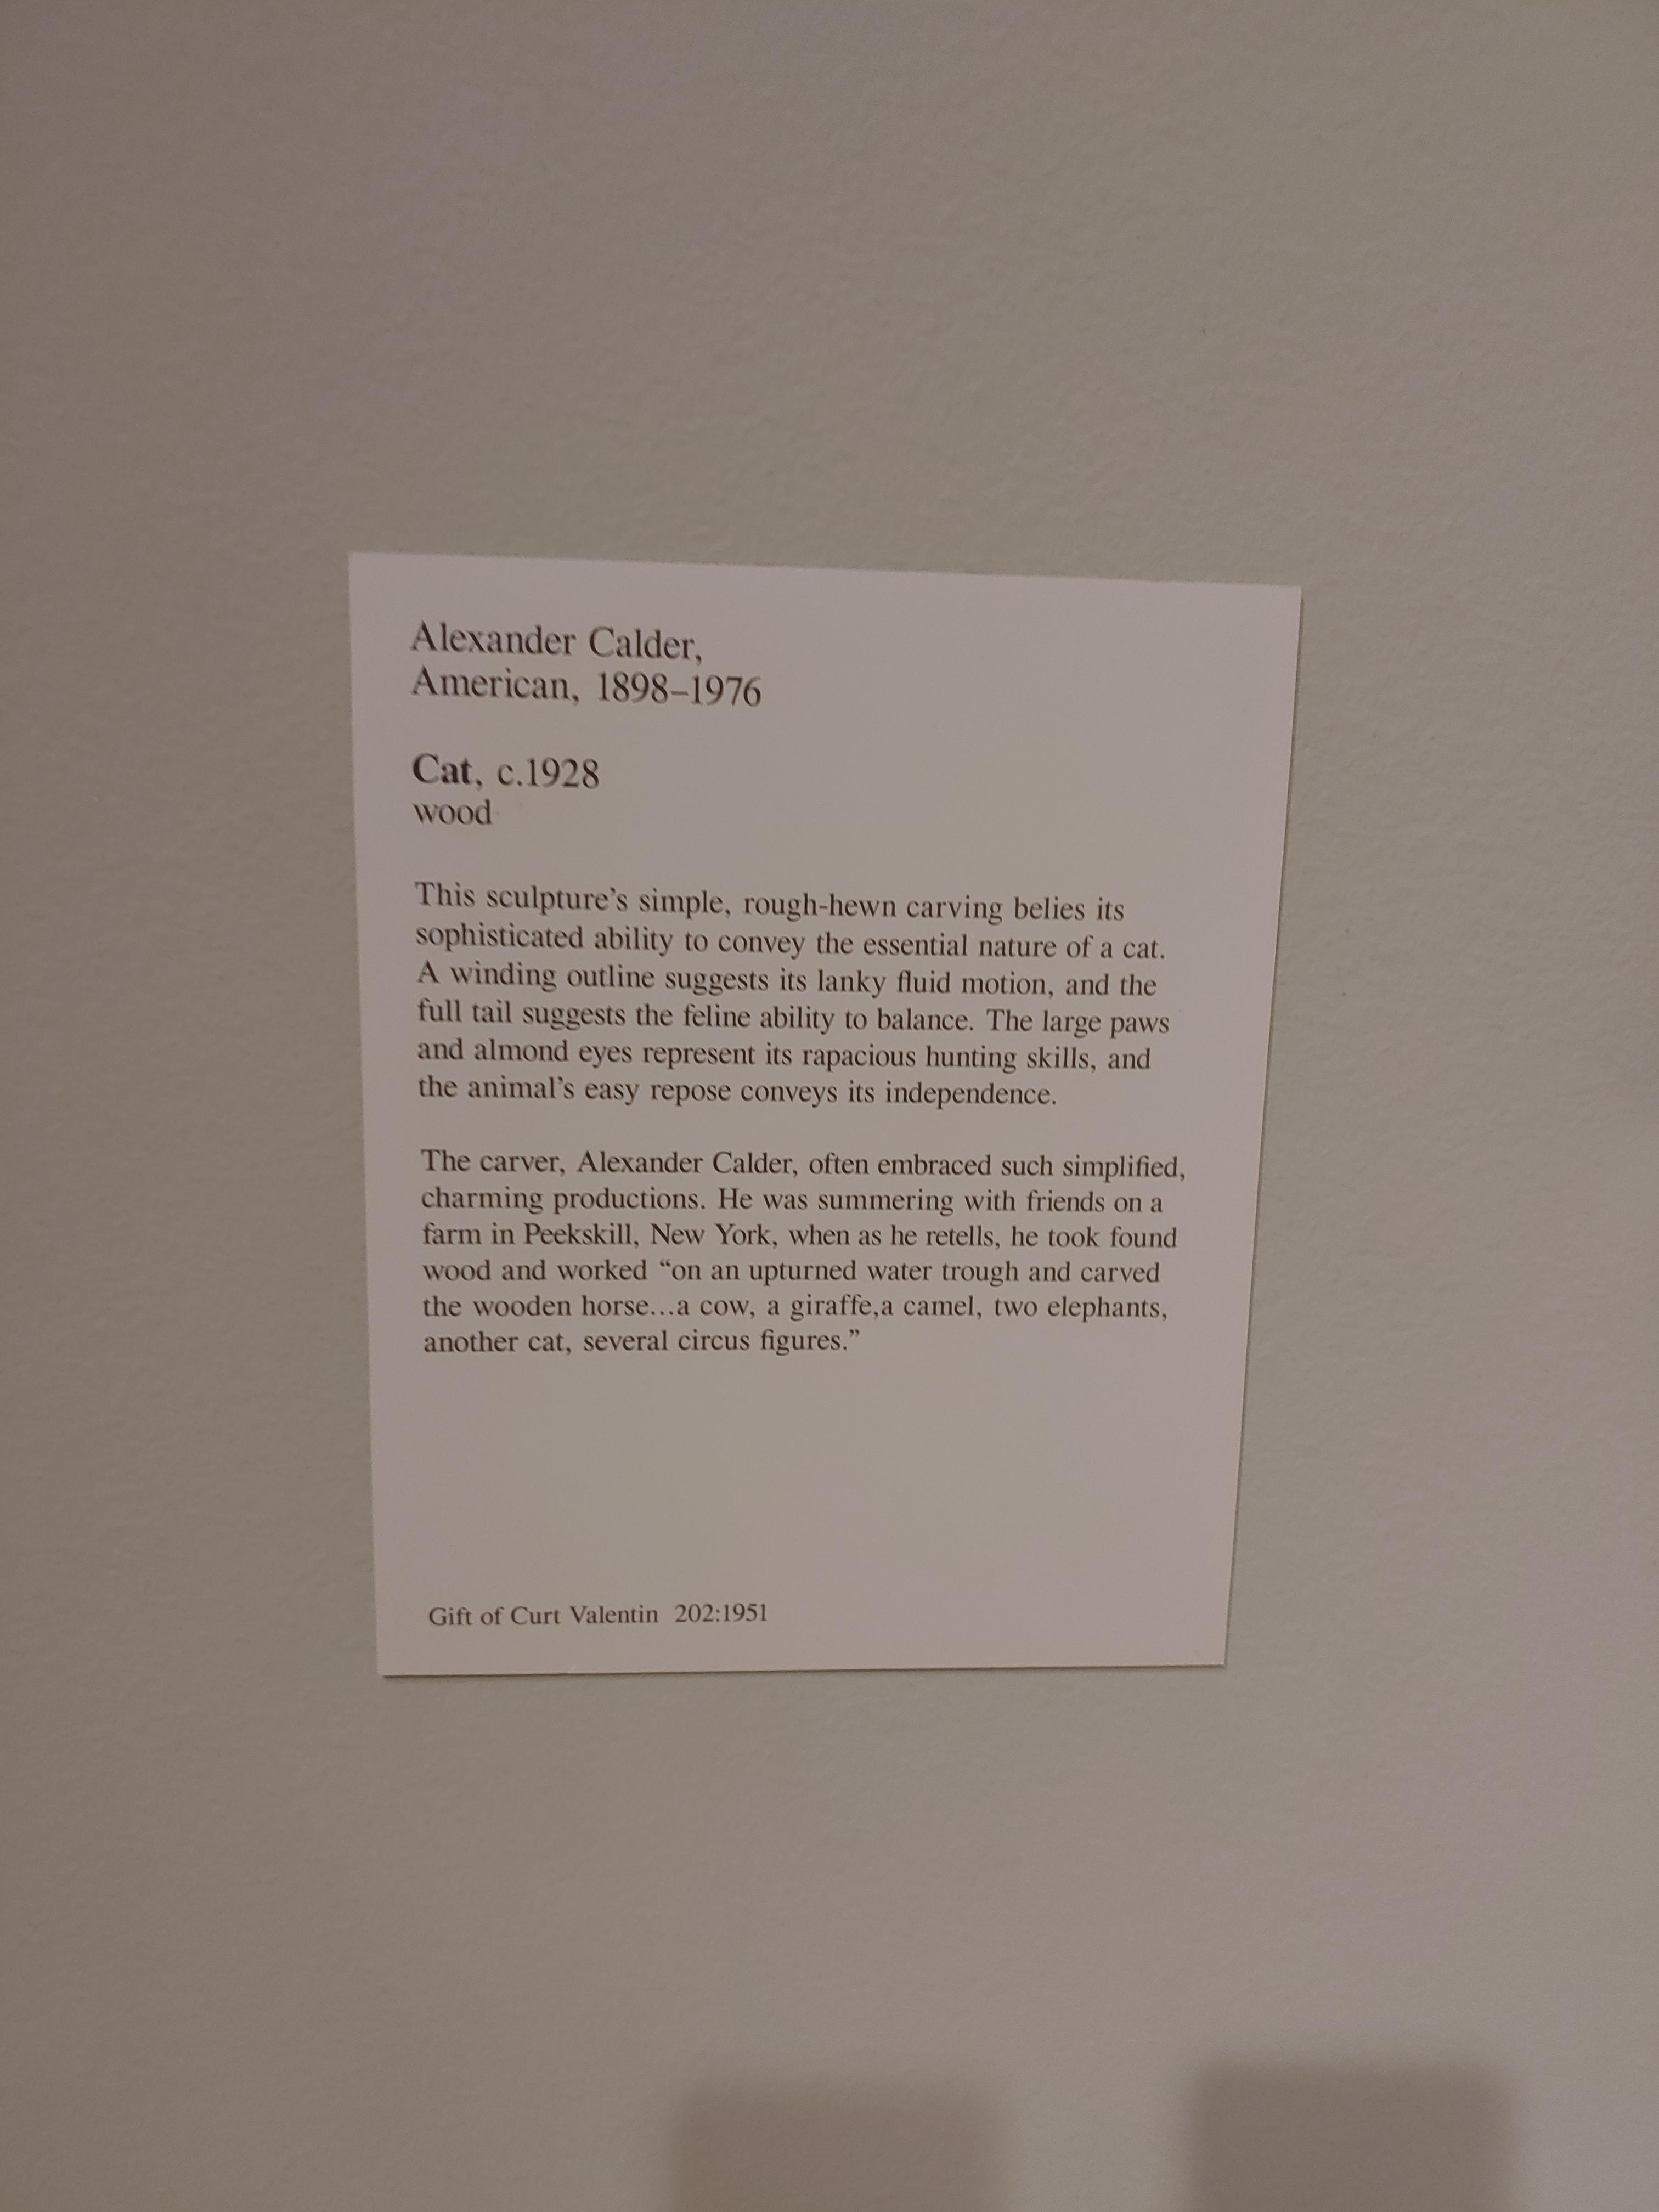 Alexander Calder,
American, 1898–1976
Cat, c.1928
wood
This sculpture’s simple, rough-hewn carving belies its
sophisticated ability to convey the essential nature of a cat.
A winding outline suggests its lanky fluid motion, and the
full tail suggests the feline ability to balance. The large paws
and almond eyes represent its rapacious hunting skills, and
the animal’s easy repose conveys its independence.
The carver, Alexander Calder, often embraced such simplified,
charming productions. He was summering with friends on a
farm in Peekskill, New York, when as he retells, he took found
wood and worked “on an upturned water trough and carved
the wooden horse...a cow, a giraffe,a camel, two elephants,
another cat, several circus figures.”
Gift of Curt Valentin 202:1951